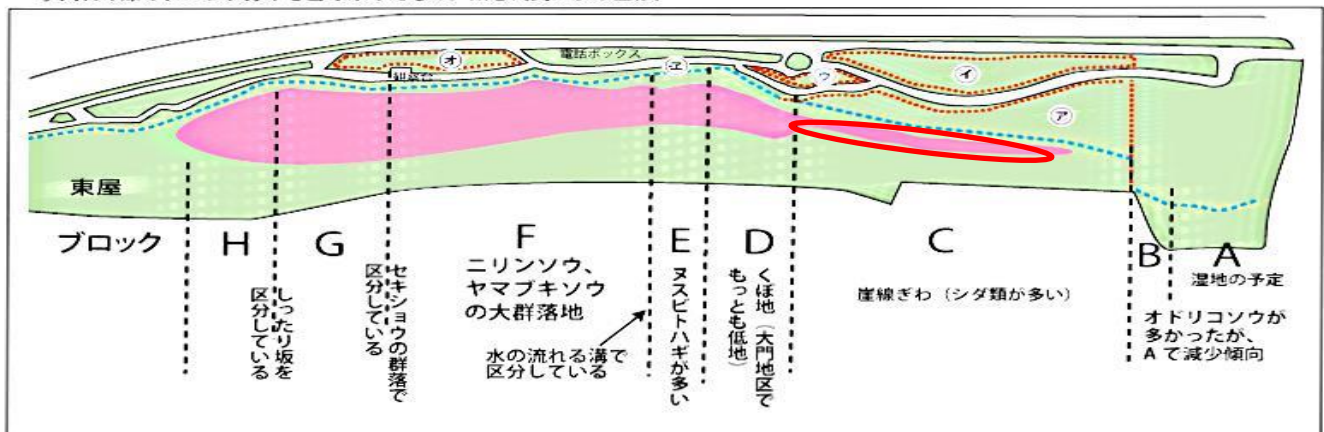 電話ボックス
オ
エ
ウ
イ
ア
東屋
ブロック
H
G
F
E
D
C
B
A
ニリンソウ、
ヤマブキソウ
の大群落地
水の流れる溝で
区分している
しったり坂を
区分している
セキショウの群落で
区分している
ヌスビトハギが多い
くぼ地（大門地区で
もっとも低地）
崖線ぎわ（シダ類が多い）
湿地の予定
オドリコソウが
多かったが、
Aで減少傾向